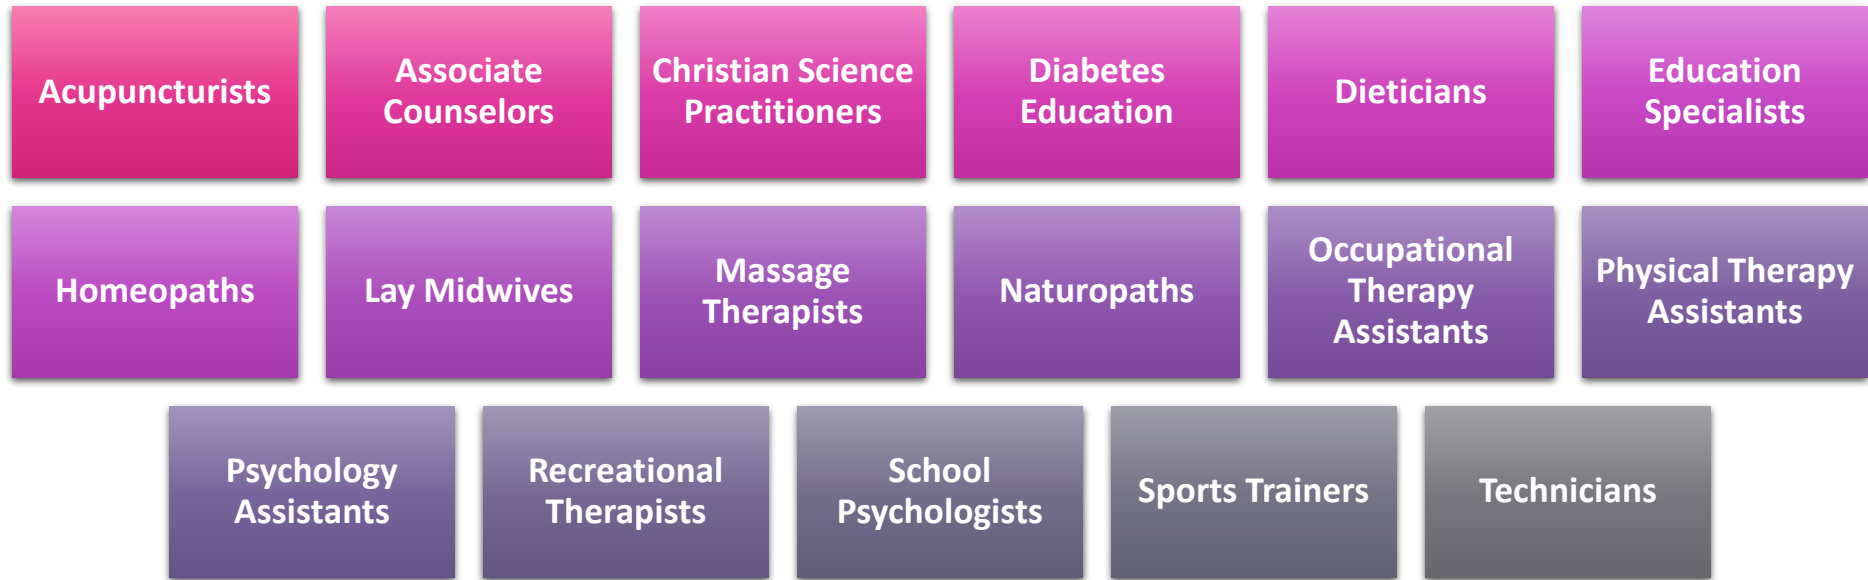 Acupuncturists
Associate
Counselors
Christian Science
Practitioners
Diabetes
Education
Dieticians
Education
Specialists
Homeopaths
Lay Midwives
Massage
Therapists
Naturopaths
Occupational
Therapy
Assistants
Physical Therapy
Assistants
Psychology
Assistants
Recreational
Therapists
School
Psychologists
Sports Trainers
Technicians